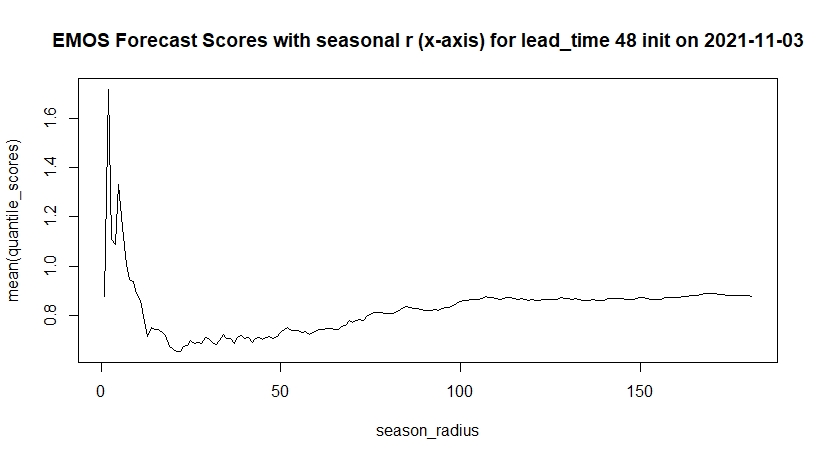 EMOS Forecast Scores with seasonal r (x-axis) for lead_time 48 init on 2021-11-03
mean(quantile_scores)
1.6
1.4
1.2
1.0
0.8
0 50 100 150
season_radius